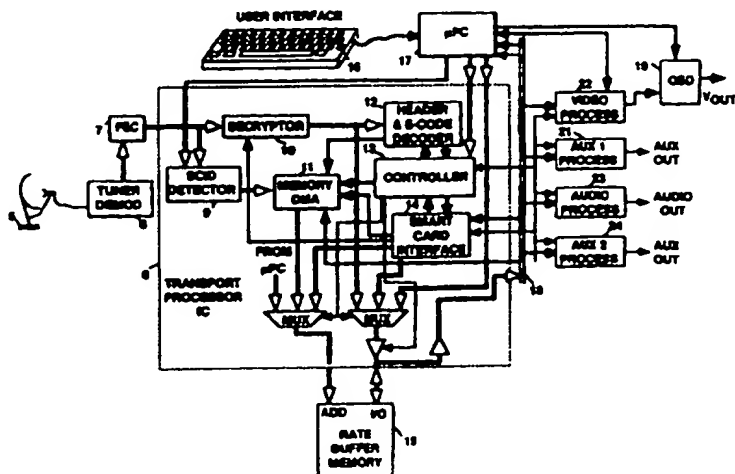 USER INTERFACE
16
μPC
17
19
OSD
VOUT
22
VIDEO
PROCESS
21
AUX 1
PROCESS
AUX
OUT
23
AUDIO
PROCESS
AUDIO
OUT
24
AUX 2
PROCESS
AUX
OUT
18
7
FEC
DECRYPTOR
10
12
HEADER
& S-CODE
DECODER
13
CONTROLLER
SCID
DETECTOR
9
11
MEMORY
DMA
14
SMART
CARD
INTERFACE
5
TUNER
DEMOD
6
8
FROM
μPC
TRANSPORT
PROCESSOR
IC
MUX
MUX
ADD
I/O
RATE
BUFFER
MEMORY
15